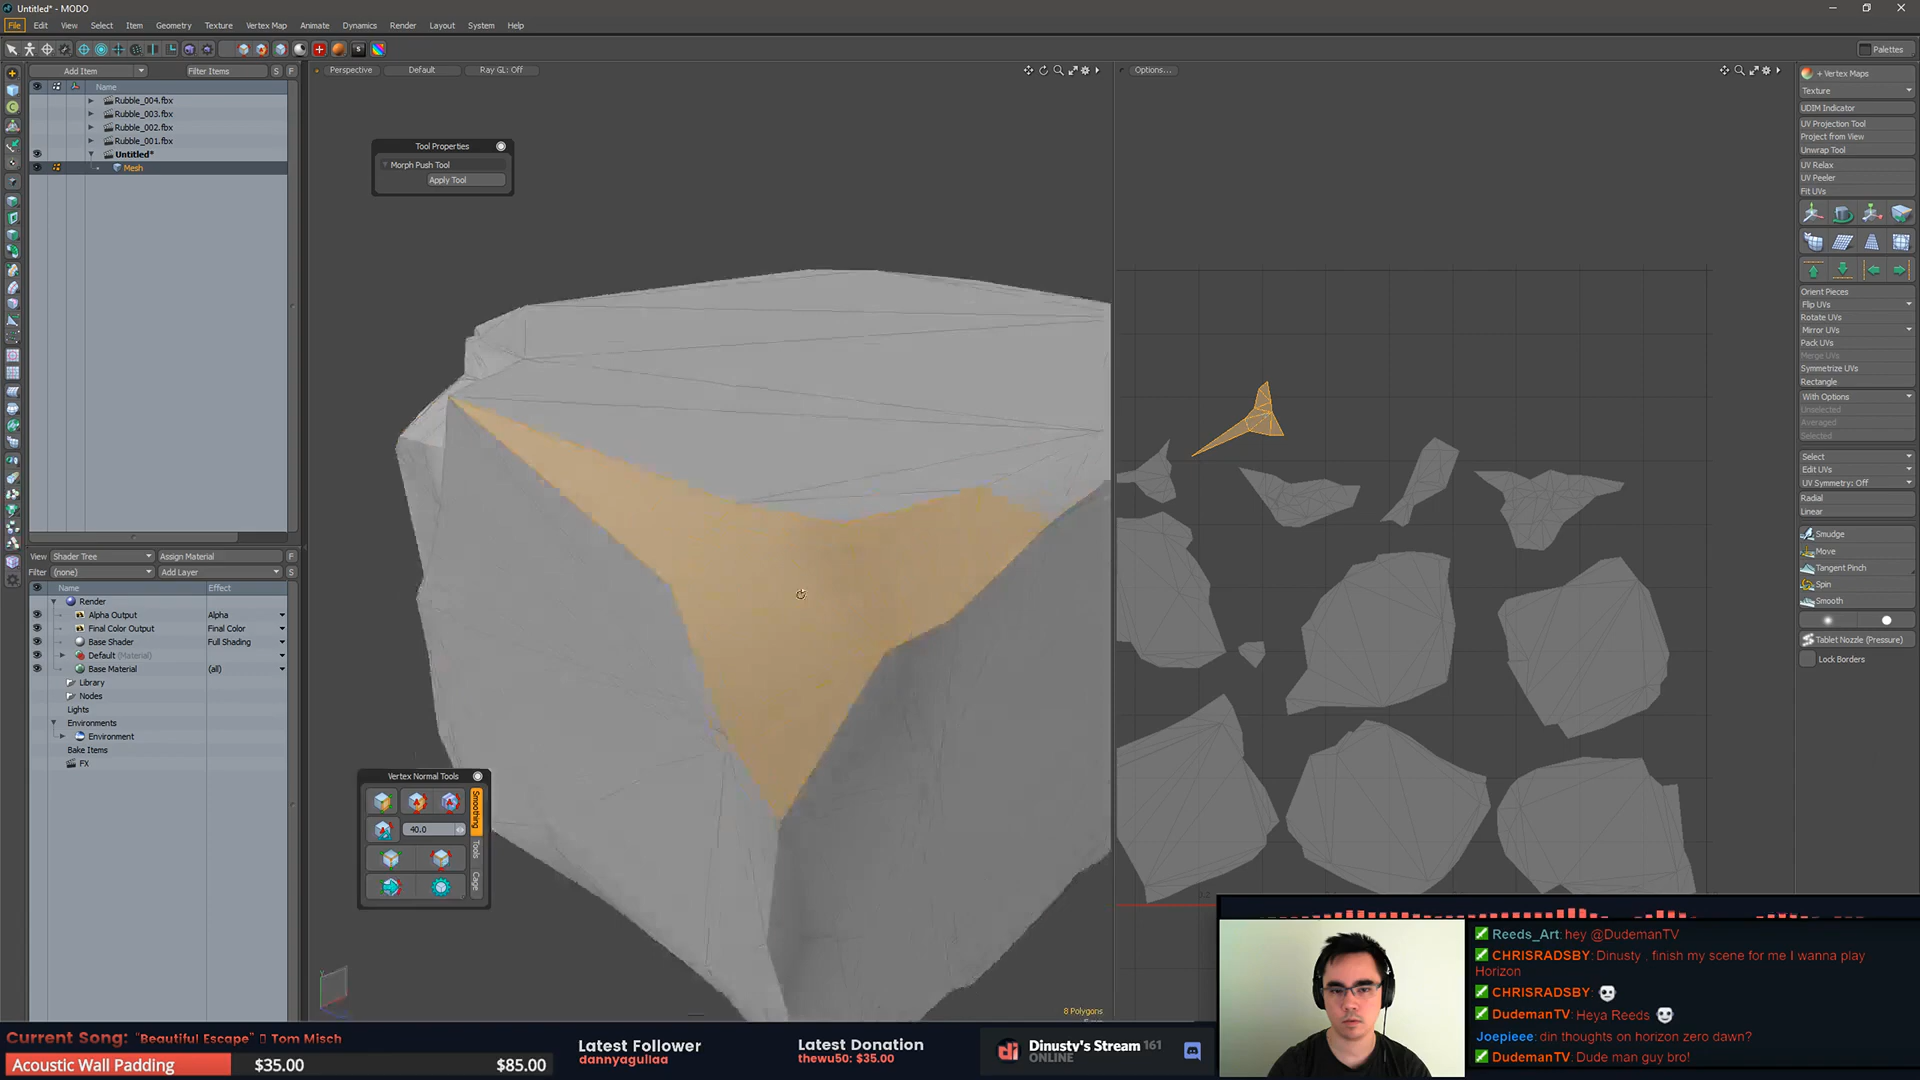 Untitled* - MODO
File Edit View Select Item Geometry Texture Vertex Map Animate Dynamics Render Layout System Help
Palettes
Add Item Filter Items S F
Name
Rubble_004.fbx
Rubble_003.fbx
Rubble_002.fbx
Rubble_001.fbx
Untitled*
Mesh
Perspective Default Ray GL: Off
Options...
Tool Properties
Morph Push Tool
Apply Tool
+ Vertex Maps
Texture
UDIM Indicator
UV Projection Tool
Project from View
Unwrap Tool
UV Relax
UV Peeler
Fit UVs
Orient Pieces
Flip UVs
Rotate UVs
Mirror UVs
Pack UVs
Merge UVs
Symmetrize UVs
Rectangle
With Options
Unselected
Averaged
Selected
Select
Edit UVs
UV Symmetry: Off
Radial
Linear
Smudge
Move
Tangent Pinch
Spin
Smooth
Tablet Nozzle (Pressure)
Lock Borders
View Shader Tree Assign Material F
Filter (none) Add Layer S
Name Effect
Render
Alpha Output Alpha
Final Color Output Final Color
Base Shader Full Shading
Default (Material)
Base Material (all)
Library
Nodes
Lights
Environments
Environment
Bake Items
FX
Vertex Normal Tools
40.0
Smoothing
Tools
Cage
8 Polygons
Reeds_Art: hey @DudemanTV
CHRISRADSBY: Dinusty , finish my scene for me I wanna play
Horizon
CHRISRADSBY:
DudemanTV: Heya Reeds
Joepieee: din thoughts on horizon zero dawn?
DudemanTV: Dude man guy bro!
Current Song: "Beautiful Escape" Tom Misch
Acoustic Wall Padding $35.00 $85.00
Latest Follower
dannyaguliaa
Latest Donation
thewu50: $35.00
Dinusty's Stream 161
ONLINE